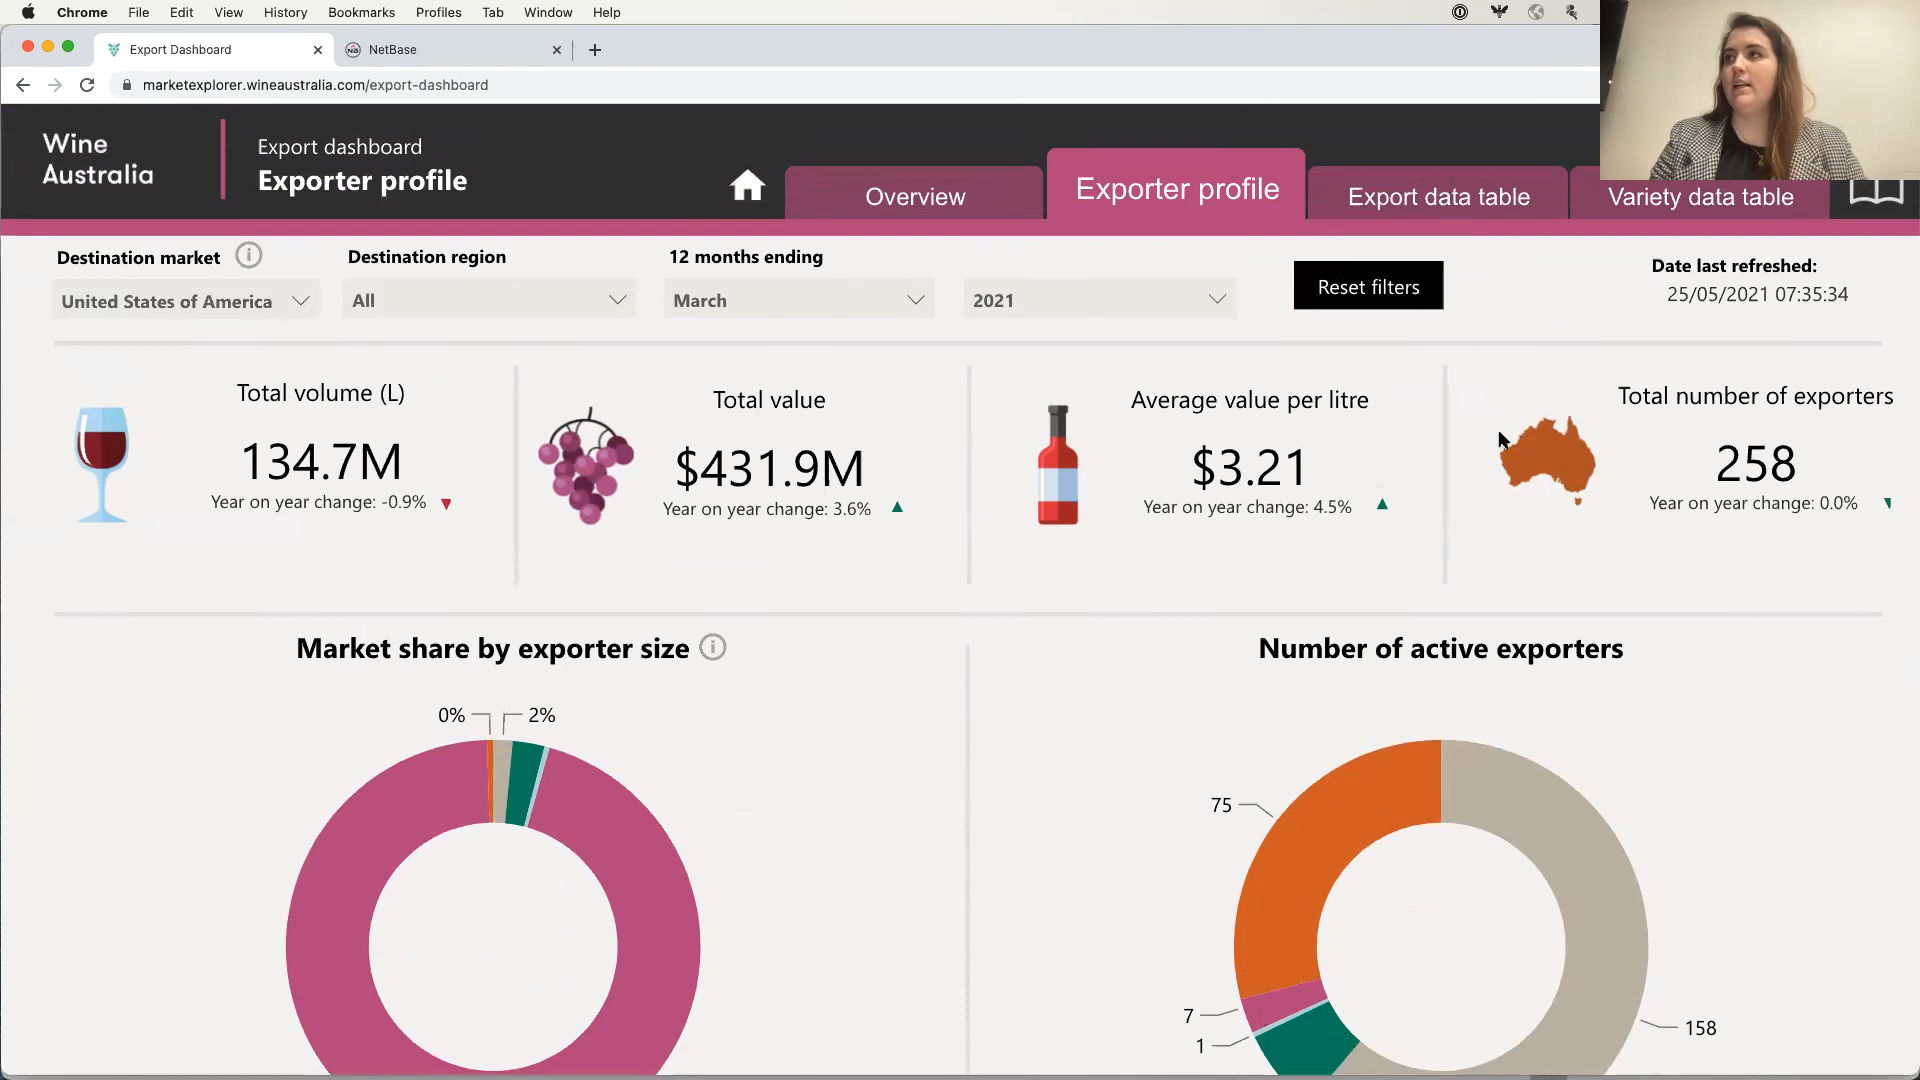 Chrome File Edit View History Bookmarks Profiles Tab Window Help
Export Dashboard NetBase
marketexplorer.wineaustralia.com/export-dashboard
Wine
Australia
Export dashboard
Exporter profile
Overview Exporter profile Export data table Variety data table
Destination market Destination region 12 months ending
United States of America All March 2021
Reset filters
Date last refreshed:
25/05/2021 07:35:34
Total volume (L)
134.7M
Year on year change: -0.9%
Total value
$431.9M
Year on year change: 3.6%
Average value per litre
$3.21
Year on year change: 4.5%
Total number of exporters
258
Year on year change: 0.0%
Market share by exporter size
0% 2%
Number of active exporters
75
7
1
158